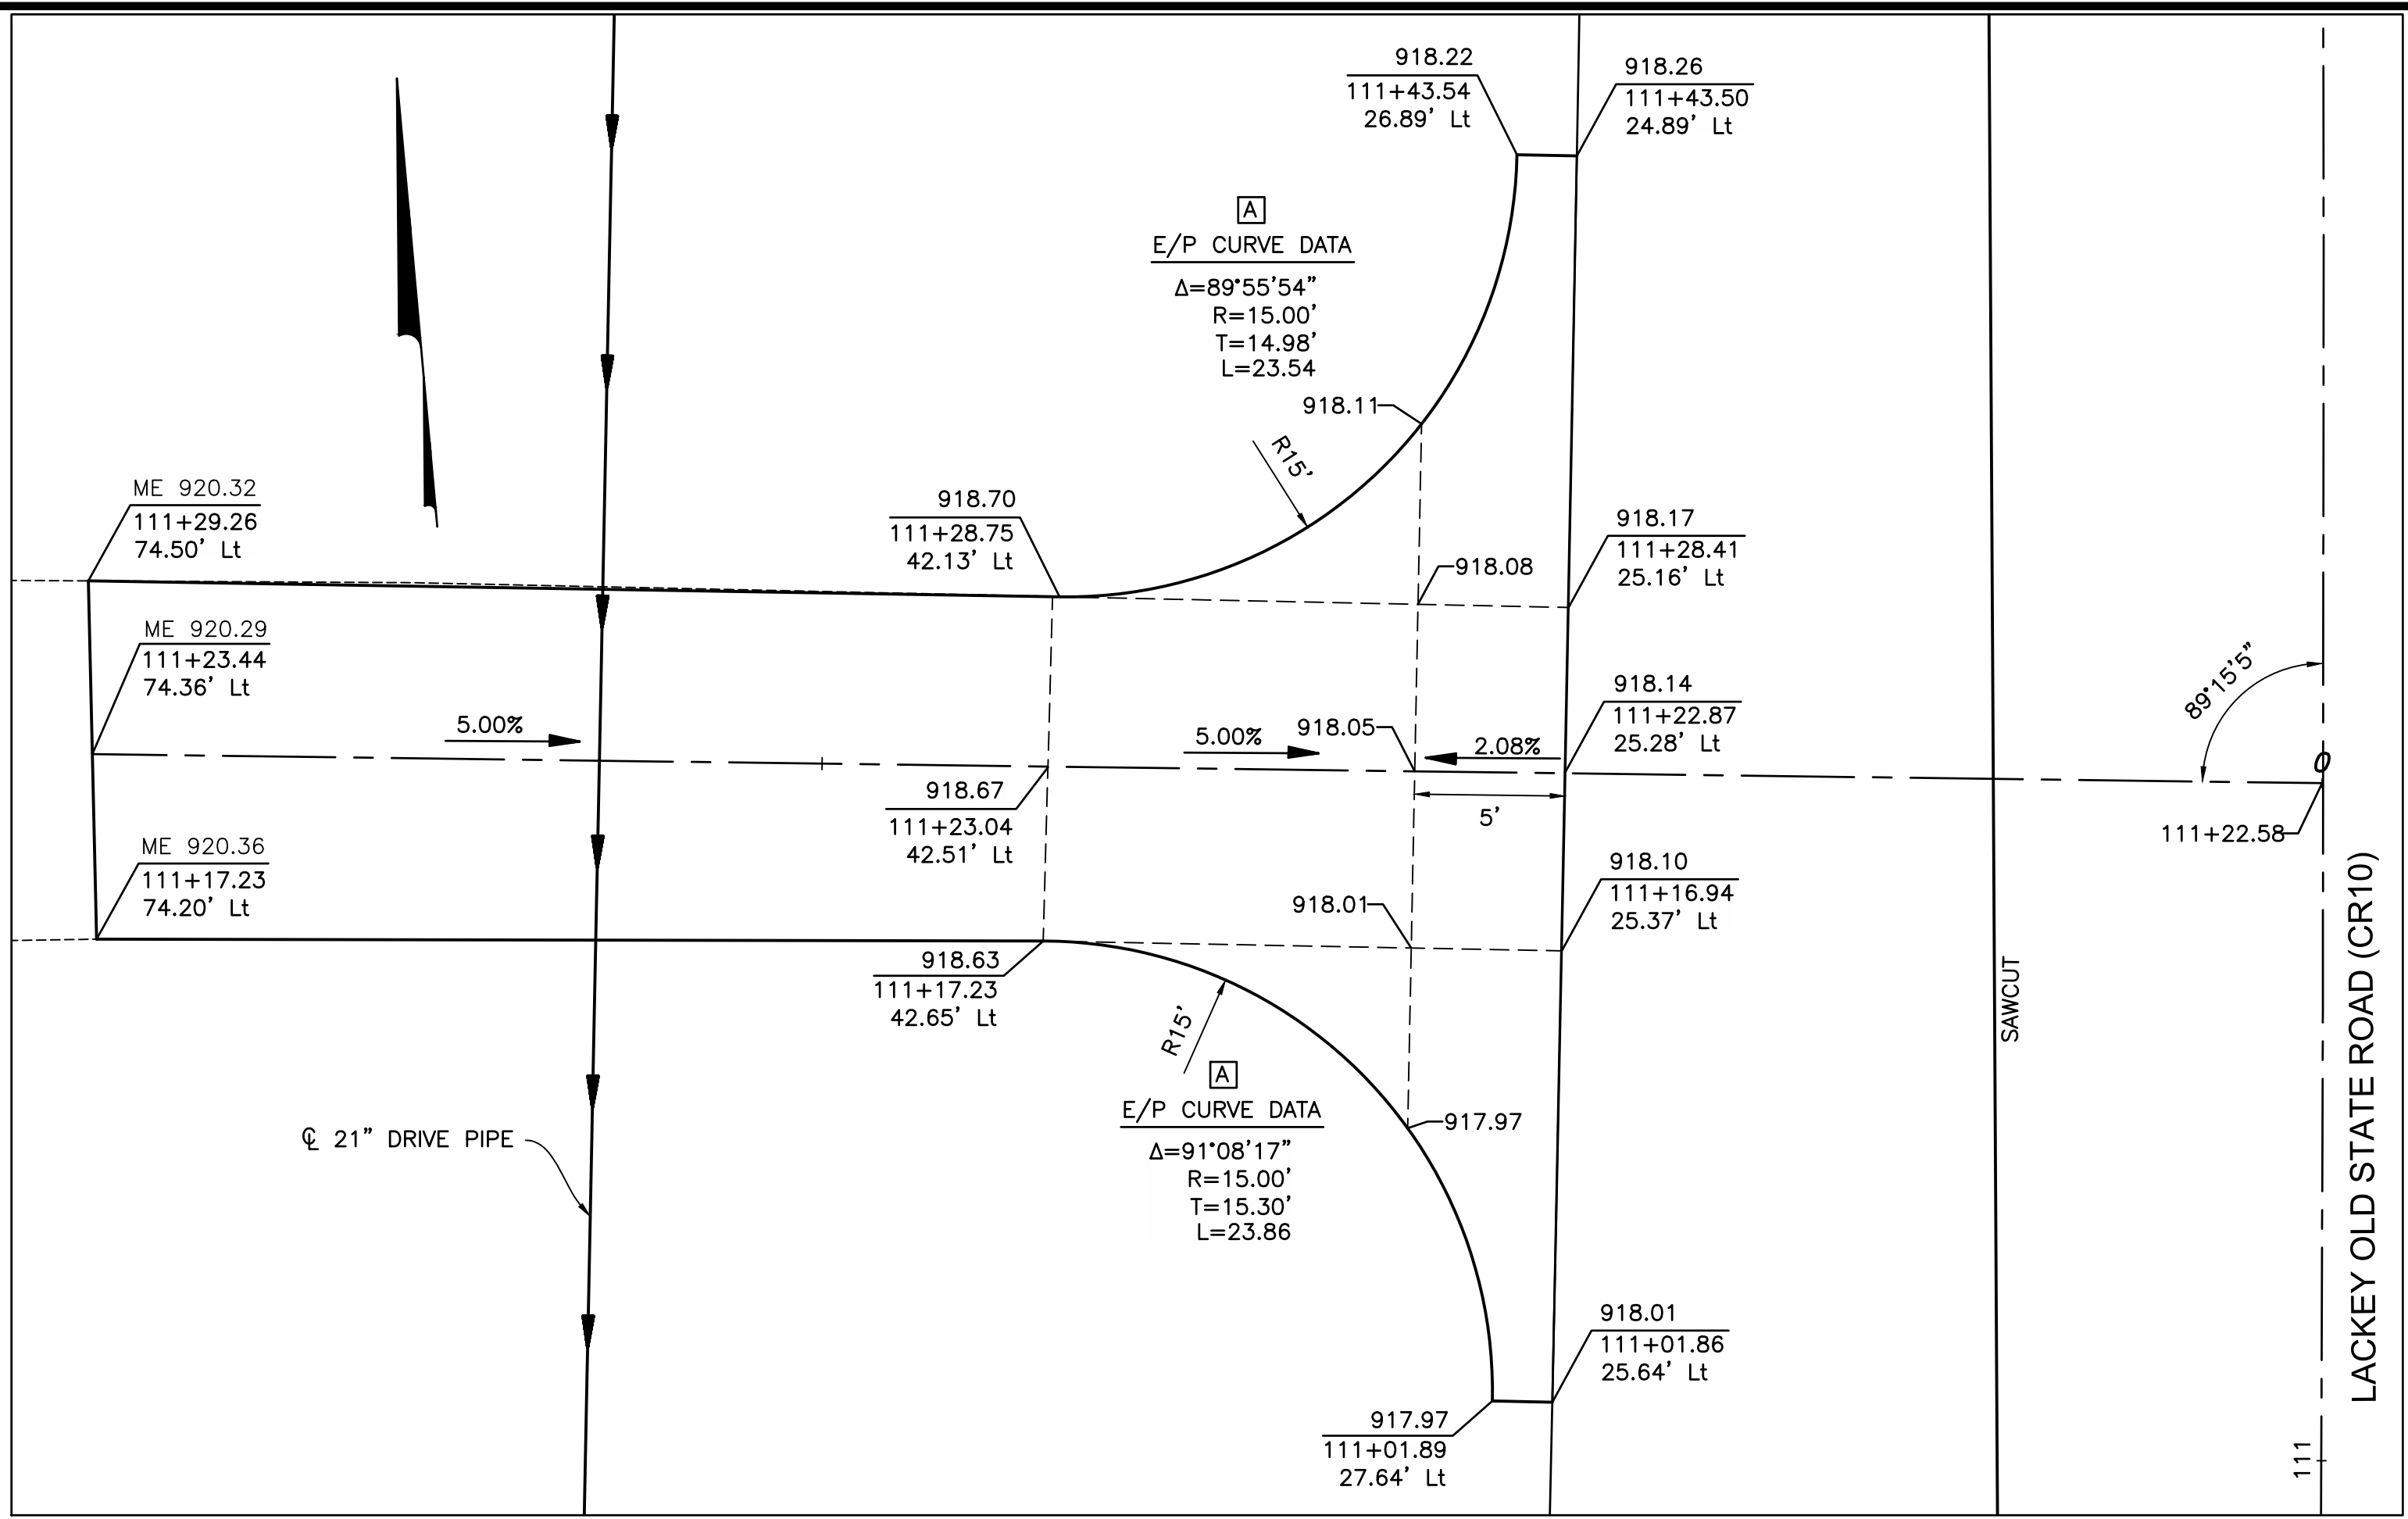 918.22
111+43.54
26.89' Lt
918.26
111+43.50
24.89' Lt
A
E/P CURVE DATA
Δ=89°55'54"
R=15.00'
T=14.98'
L=23.54
918.11
R15'
ME 920.32
111+29.26
74.50' Lt
918.70
111+28.75
42.13' Lt
918.08
918.17
111+28.41
25.16' Lt
ME 920.29
111+23.44
74.36' Lt
5.00%
918.05
5.00%
2.08%
918.14
111+22.87
25.28' Lt
89°15'5"
0
111+22.58
918.67
111+23.04
42.51' Lt
5'
ME 920.36
111+17.23
74.20' Lt
918.01
918.10
111+16.94
25.37' Lt
918.63
111+17.23
42.65' Lt
SAWCUT
LACKEY OLD STATE ROAD (CR10)
R15'
A
E/P CURVE DATA
Δ=91°08'17"
R=15.00'
T=15.30'
L=23.86
917.97
℄ 21" DRIVE PIPE
918.01
111+01.86
25.64' Lt
917.97
111+01.89
27.64' Lt
111